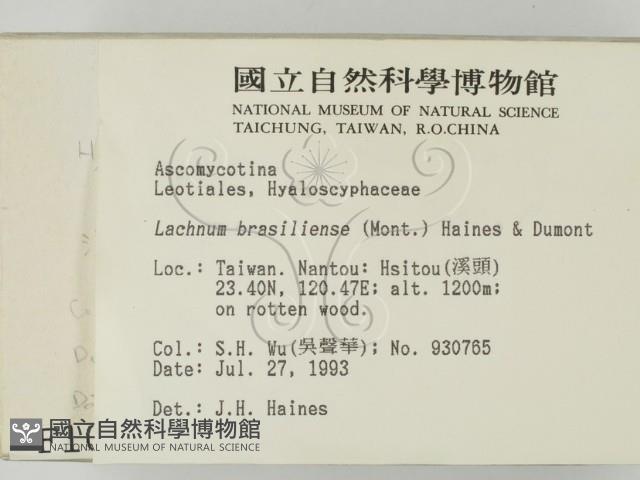 國立自然科學博物館
NATIONAL MUSEUM OF NATURAL SCIENCE
TAICHUNG, TAIWAN, R.O.CHINA
Ascomycotina
Leotiales, Hyaloscyphaceae
Lachnum brasiliense (Mont.) Haines & Dumont
Loc.: Taiwan. Nantou: Hsitou(溪頭)
23.40N, 120.47E; alt. 1200m;
on rotten wood.
Col.: S.H. Wu(吳聲華); No. 930765
Date: Jul. 27, 1993
Det.: J.H. Haines
國立自然科學博物館
NATIONAL MUSEUM OF NATURAL SCIENCE